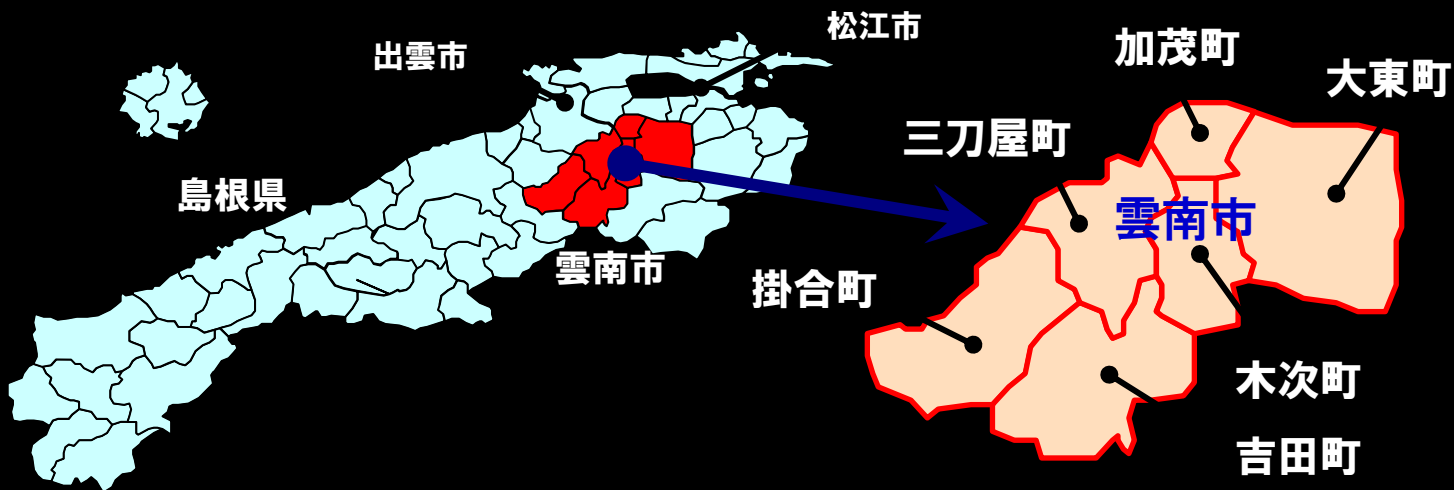 松江市
出雲市
島根県
雲南市
加茂町
大東町
三刀屋町
雲南市
掛合町
木次町
吉田町